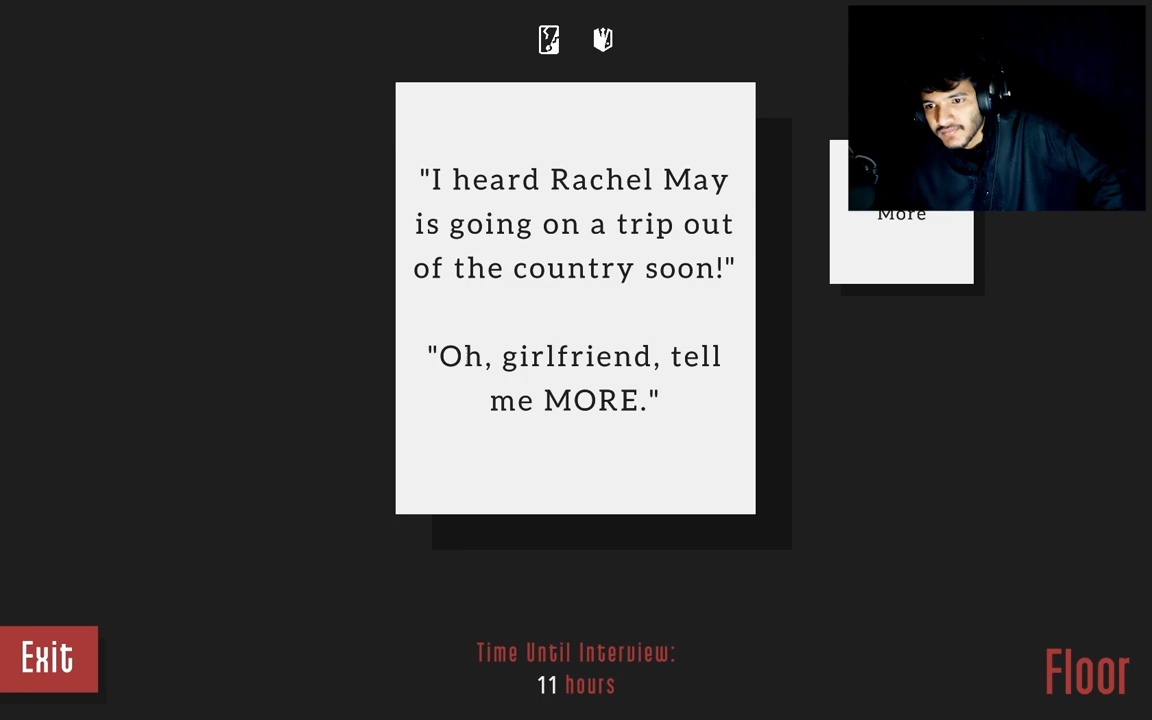 "I heard Rachel May
is going on a trip out
of the country soon!"
"Oh, girlfriend, tell
me MORE."
More
Exit
Time Until Interview:
11 hours
Floor